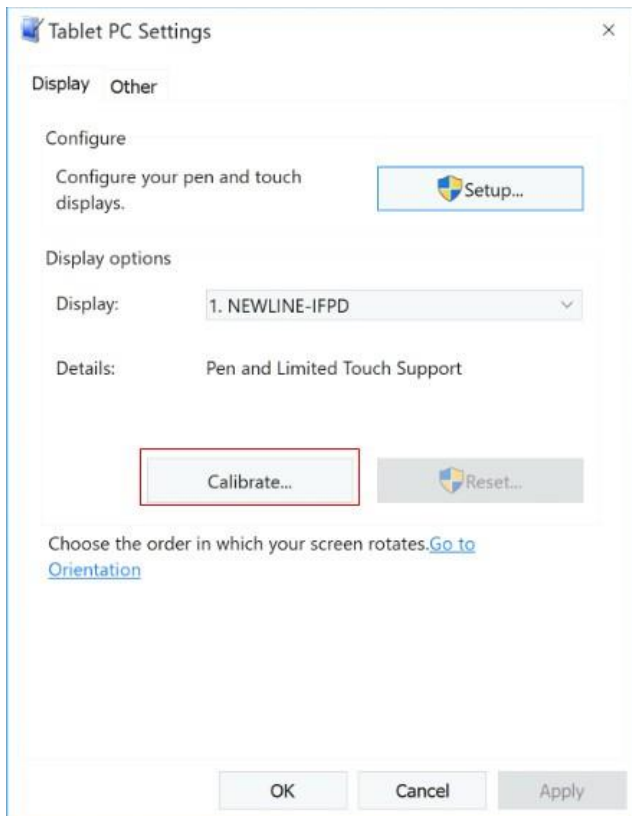 Tablet PC Settings
Display Other
Configure
Configure your pen and touch
displays.
Setup...
Display options
Display:
1. NEWLINE-IFPD
Details:
Pen and Limited Touch Support
Calibrate...
Reset...
Choose the order in which your screen rotates.Go to
Orientation
OK
Cancel
Apply